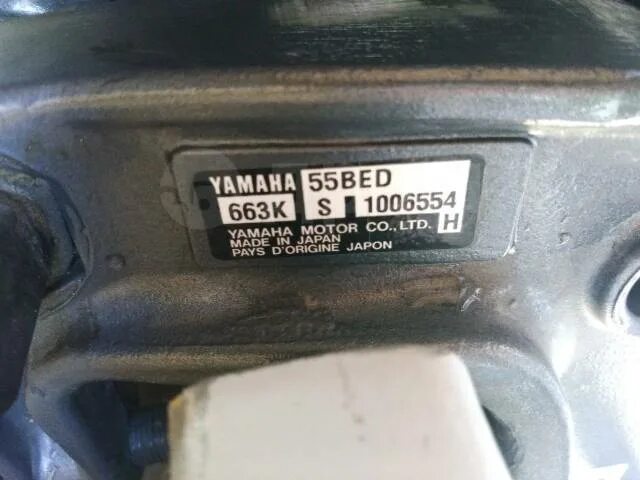 YAMAHA 55BED
663K S 1006554
YAMAHA MOTOR CO., LTD. H
MADE IN JAPAN
PAYS D'ORIGINE JAPON